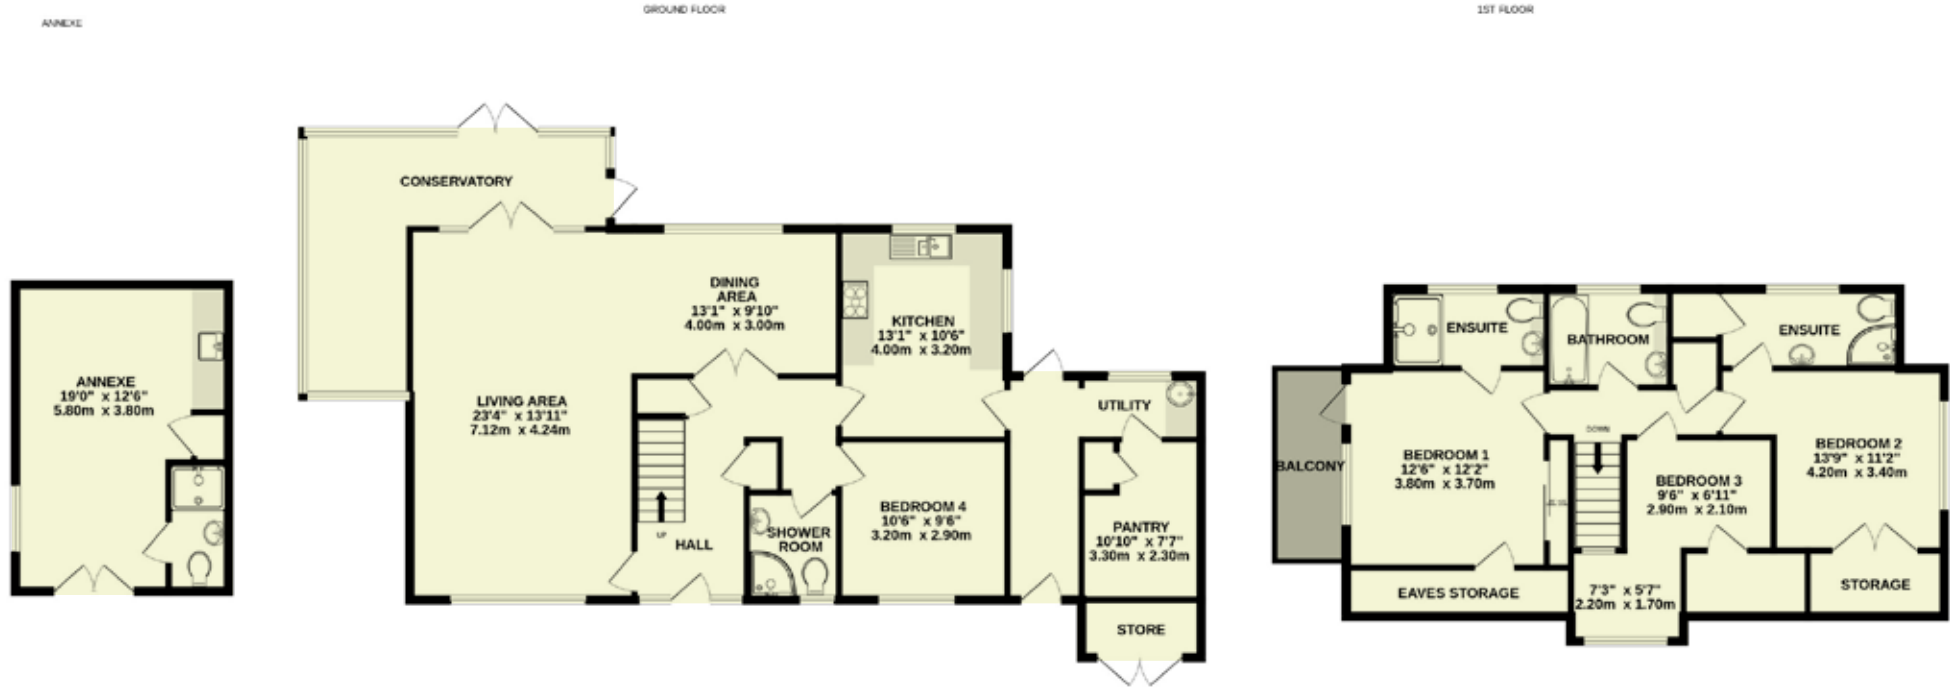 ANNEXE
ANNEXE
19'0" x 12'6"
5.80m x 3.80m
GROUND FLOOR
CONSERVATORY
DINING
AREA
13'1" x 9'10"
4.00m x 3.00m
KITCHEN
13'1" x 10'6"
4.00m x 3.20m
LIVING AREA
23'4" x 13'11"
7.12m x 4.24m
UTILITY
UP
HALL
SHOWER
ROOM
BEDROOM 4
10'6" x 9'6"
3.20m x 2.90m
PANTRY
10'10" x 7'7"
3.30m x 2.30m
STORE
1ST FLOOR
ENSUITE
BATHROOM
ENSUITE
DOWN
BALCONY
BEDROOM 1
12'6" x 12'2"
3.80m x 3.70m
BEDROOM 3
9'6" x 6'11"
2.90m x 2.10m
BEDROOM 2
13'9" x 11'2"
4.20m x 3.40m
EAVES STORAGE
7'3" x 5'7"
2.20m x 1.70m
STORAGE